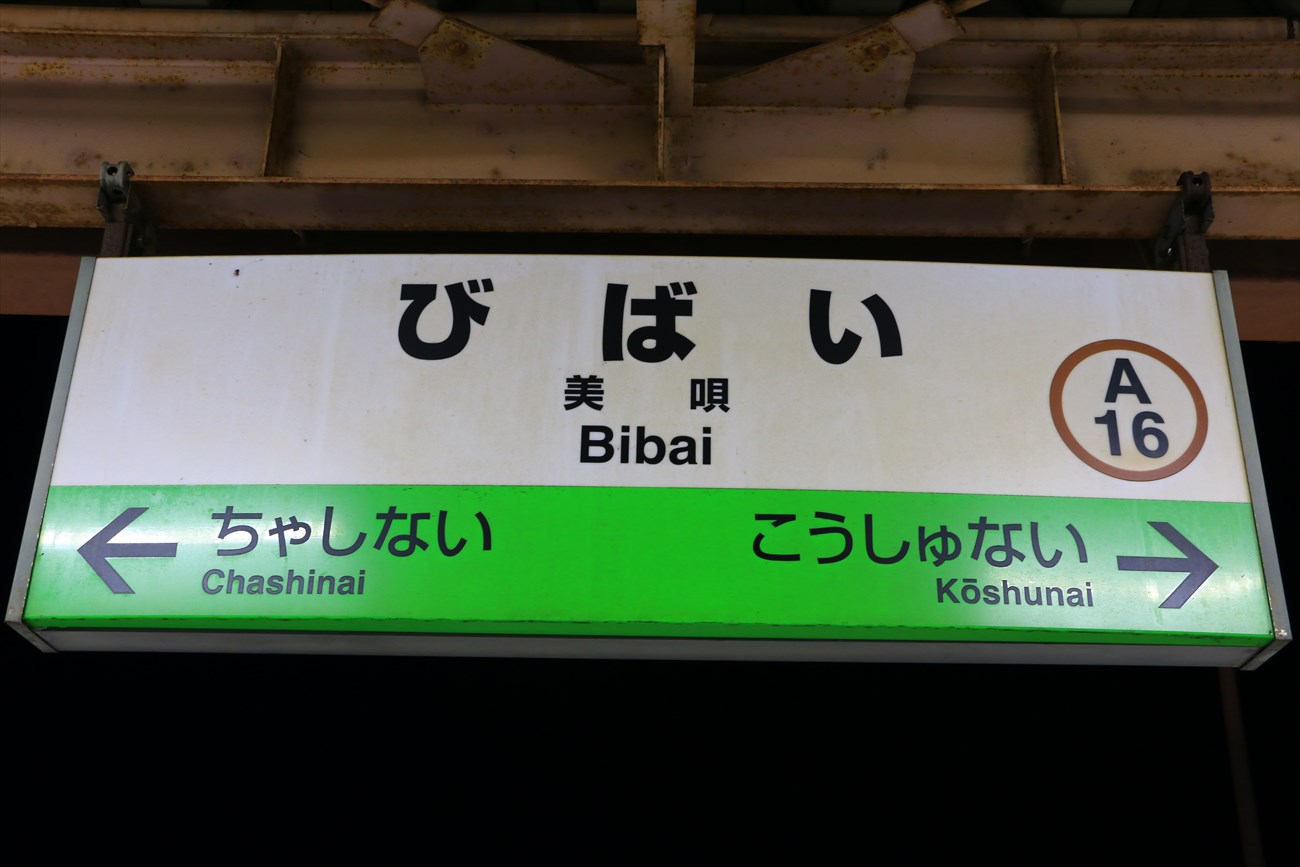 びばい
美唄
Bibai
A
16
ちゃしない
Chashinai
こうしゅない
Kōshunai